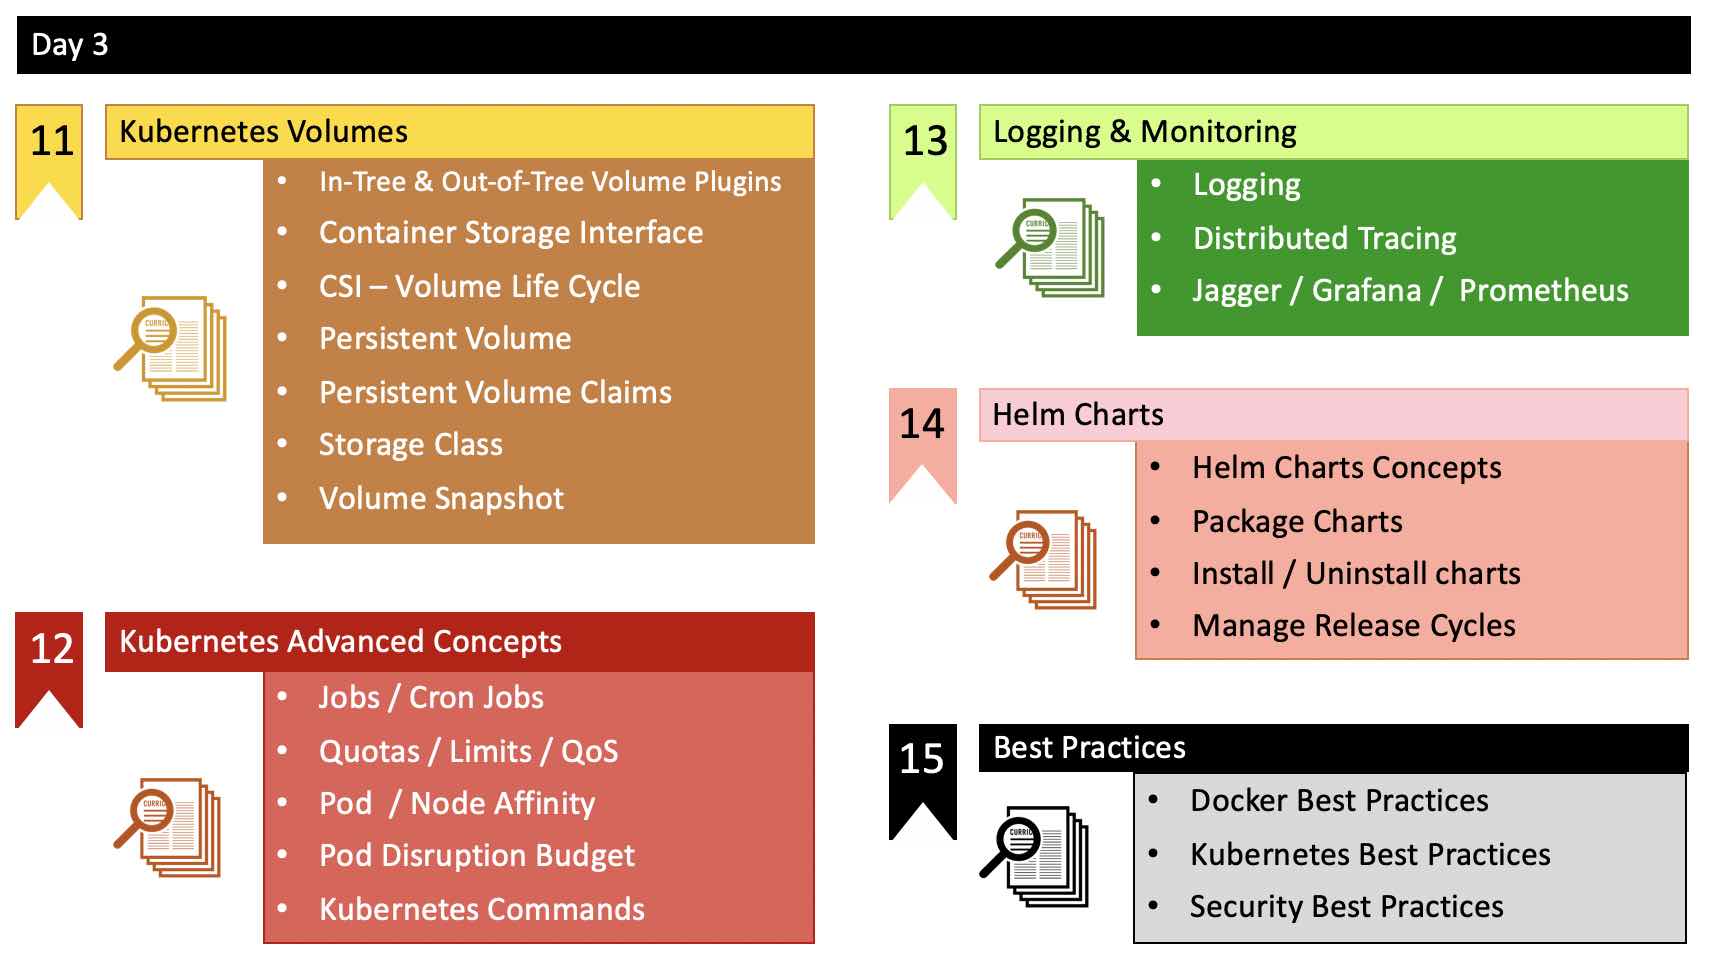 Day 3
11
Kubernetes Volumes
• In-Tree & Out-of-Tree Volume Plugins
• Container Storage Interface
• CSI – Volume Life Cycle
• Persistent Volume
• Persistent Volume Claims
• Storage Class
• Volume Snapshot
CURRIC
12
Kubernetes Advanced Concepts
• Jobs / Cron Jobs
• Quotas / Limits / QoS
• Pod / Node Affinity
• Pod Disruption Budget
• Kubernetes Commands
CURRIC
13
Logging & Monitoring
• Logging
• Distributed Tracing
• Jagger / Grafana / Prometheus
CURRIC
14
Helm Charts
• Helm Charts Concepts
• Package Charts
• Install / Uninstall charts
• Manage Release Cycles
CURRIC
15
Best Practices
• Docker Best Practices
• Kubernetes Best Practices
• Security Best Practices
CURRIC